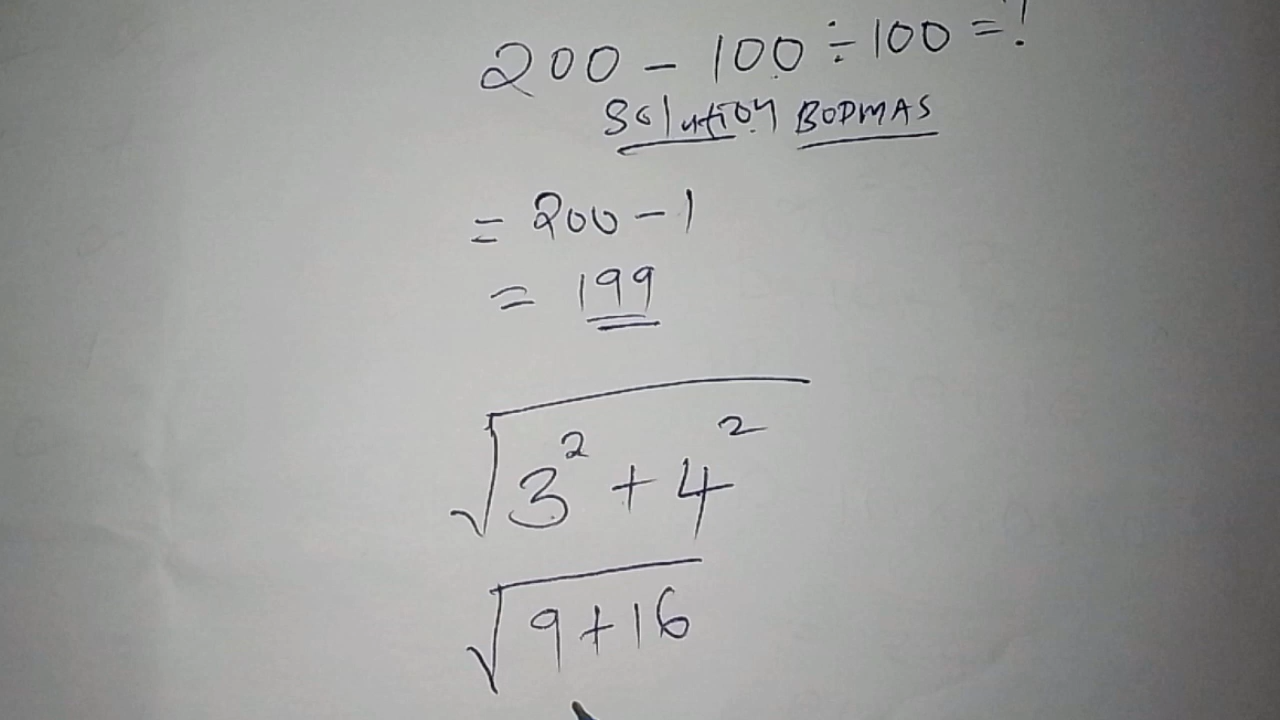 200 - 100 ÷ 100 = ?
Solution BODMAS
= 200 - 1
= 199
√3² + 4²
√9 + 16